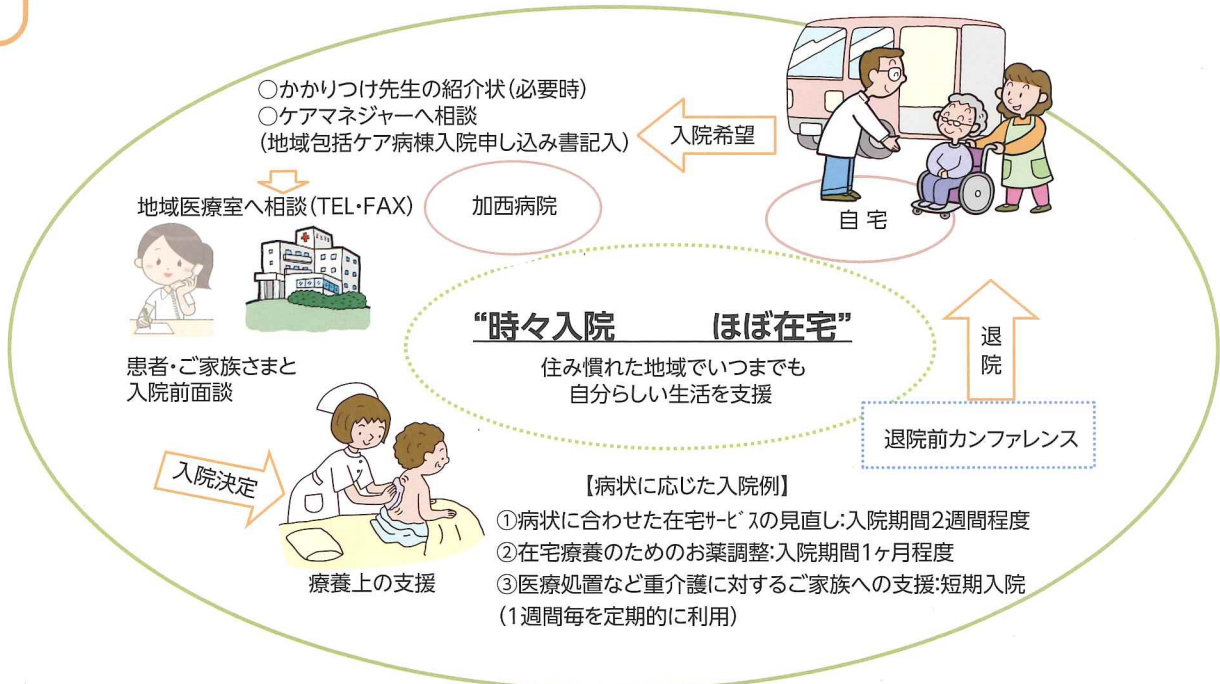 ○かかりつけ先生の紹介状(必要時)
○ケアマネジャーへ相談
(地域包括ケア病棟入院申し込み書記入)
入院希望
自宅
地域医療室へ相談(TEL・FAX)
加西病院
“時々入院　　　ほぼ在宅”
住み慣れた地域でいつまでも
自分らしい生活を支援
患者・ご家族さまと
入院前面談
退院
退院前カンファレンス
入院決定
療養上の支援
【病状に応じた入院例】
①病状に合わせた在宅ｻｰﾋﾞｽの見直し:入院期間2週間程度
②在宅療養のためのお薬調整:入院期間1ヶ月程度
③医療処置など重介護に対するご家族への支援:短期入院
(1週間毎を定期的に利用)